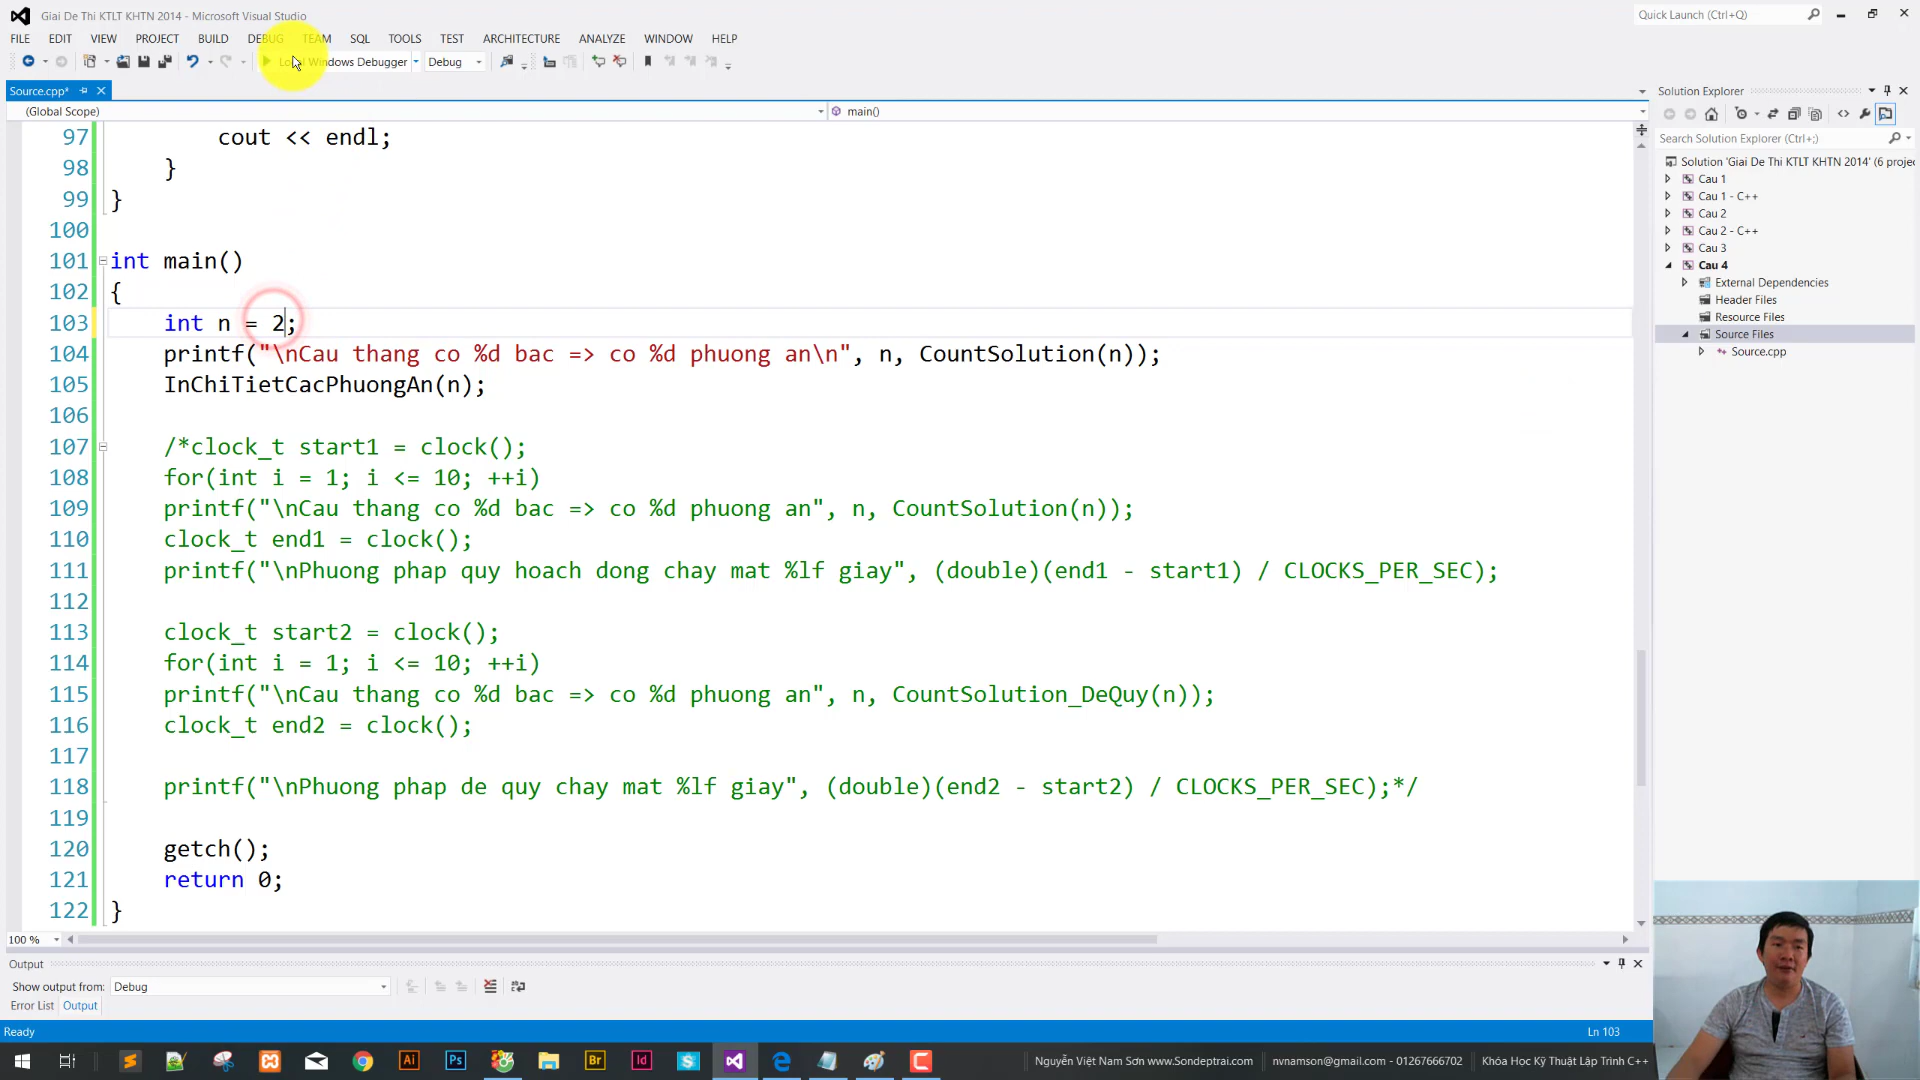 Giai De Thi KTLT KHTN 2014 - Microsoft Visual Studio
Quick Launch (Ctrl+Q)
FILE EDIT VIEW PROJECT BUILD DEBUG TEAM SQL TOOLS TEST ARCHITECTURE ANALYZE WINDOW HELP
Local Windows Debugger Debug
Source.cpp*
Solution Explorer
(Global Scope) main()
Search Solution Explorer (Ctrl+;)
Solution 'Giai De Thi KTLT KHTN 2014' (6 projec
Cau 1
Cau 1 - C++
Cau 2
Cau 2 - C++
Cau 3
Cau 4
External Dependencies
Header Files
Resource Files
Source Files
Source.cpp
97 cout << endl;
98 }
99 }
100
101 int main()
102 {
103 int n = 2;
104 printf("\nCau thang co %d bac => co %d phuong an\n", n, CountSolution(n));
105 InChiTietCacPhuongAn(n);
106
107 /*clock_t start1 = clock();
108 for(int i = 1; i <= 10; ++i)
109 printf("\nCau thang co %d bac => co %d phuong an", n, CountSolution(n));
110 clock_t end1 = clock();
111 printf("\nPhuong phap quy hoach dong chay mat %lf giay", (double)(end1 - start1) / CLOCKS_PER_SEC);
112
113 clock_t start2 = clock();
114 for(int i = 1; i <= 10; ++i)
115 printf("\nCau thang co %d bac => co %d phuong an", n, CountSolution_DeQuy(n));
116 clock_t end2 = clock();
117
118 printf("\nPhuong phap de quy chay mat %lf giay", (double)(end2 - start2) / CLOCKS_PER_SEC);*/
119
120 getch();
121 return 0;
122 }
100 %
Output
Show output from: Debug
Error List Output
Ready Ln 103
Ai Ps Br Id
Nguyễn Việt Nam Sơn www.Sondeptrai.com nvnamson@gmail.com - 01267666702 Khóa Học Kỹ Thuật Lập Trình C++